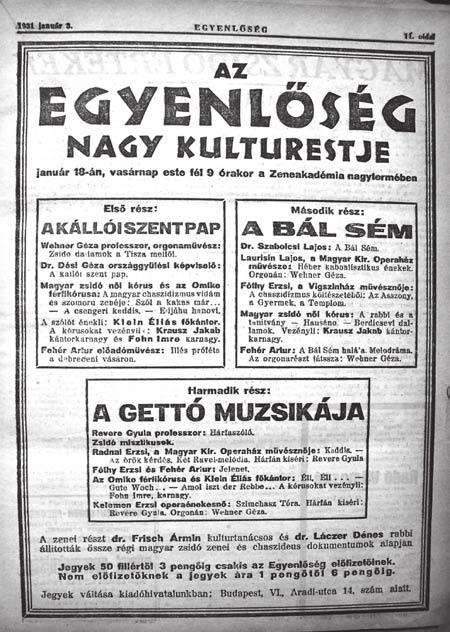 1931 január 3.
EGYENLŐSÉG
11. oldal
AZ
EGYENLŐSÉG
NAGY KULTURESTJE
január 18-án, vasárnap este fél 9 órakor a Zeneakadémia nagytermében
Első rész:
A KÁLLÓI SZENT PAP
Wehner Géza professzor, orgonaművész:
Zsidó dallamok a Tisza mellől.
Dr. Dési Géza országgyűlési képviselő:
A kállói szent pap.
Magyar zsidó női kórus és az Omike
férfikórusa: A magyar chaszidizmus vidám
és szomorú zenéje: Szól a kakas már...
— A csengeri kaddis. — Eljáhu hanovi.
A szólót énekli: Klein Éliás főkántor.
A kórusokat vezényli: Krausz Jakab
kántorkarnagy és Fohn Imre karnagy.
Fehér Artur előadóművész: Illés próféta
a debreceni vásáron.
Második rész:
A BÁL SÉM
Dr. Szabolcsi Lajos: A Bál Sém.
Laurisin Lajos, a Magyar Kir. Operaház
művésze: Héber kabbalisztikus énekek.
Orgonán: Wehner Géza.
Fóthy Erzsi, a Vígszínház művésznője:
A chasszidizmus költészetéből: Az Asszony,
a Gyermek, a Templom.
Magyar zsidó női kórus: A rabbi és a
tanítvány — Hauséno. — Berdicsevi dal-
lamok. Vezényli: Krausz Jakab kántor-
karnagy.
Fehér Artur: A Bál Sém halála. Melodráma.
Az orgonarészt játssza: Wehner Géza.
Harmadik rész:
A GETTÓ MUZSIKÁJA
Revere Gyula professzor: Hárfaszóló.
Zsidó misztikusok.
Radnai Erzsi, a Magyar Kir. Operaház művésznője: Kaddis. —
Az örök kérdés. Két Ravel-melódia. Hárfán kíséri: Revere Gyula
Fóthy Erzsi és Fehér Artur: Jelenet.
Az Omike férfikórusa és Klein Éliás főkántor: Éli, Éli... —
Gute Woch... — Amol iszt der Rebbe... A kórusokat vezényli:
Fohn Imre, karnagy.
Kelemen Erzsi operaénekesnő: Szimchasz Tóra. Hárfán kíséri:
Revere Gyula. Orgonán: Wehner Géza.
A zenei részt dr. Frisch Ármin kulturtanácsos és dr. Láczer Dénes rabbi
állították össze régi magyar zsidó zenei és chaszideus dokumentumok alapján
Jegyek 50 fillértől 3 pengőig csakis az Egyenlőség előfizetőinek.
Nem előfizetőknek a jegyek ára 1 pengőtől 6 pengőig.
Jegyek váltása kiadóhivatalunkban: Budapest, VI., Aradi-utca 14, szám alatt.